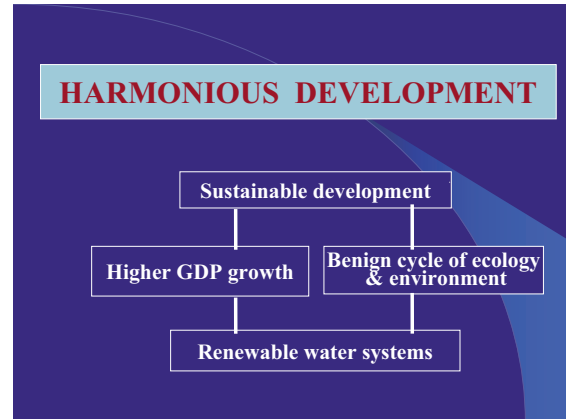 HARMONIOUS DEVELOPMENT
Sustainable development
Higher GDP growth
Benign cycle of ecology
& environment
Renewable water systems